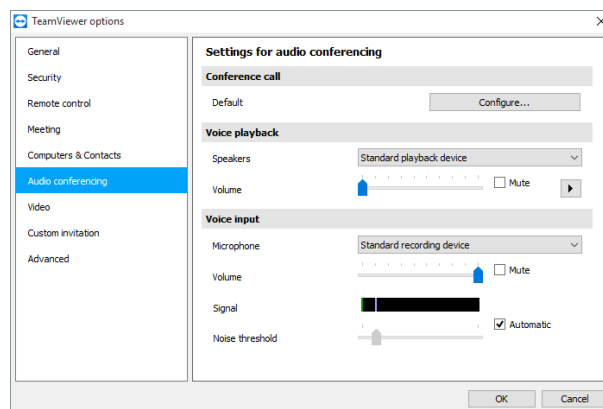 TeamViewer options
General
Security
Remote control
Meeting
Computers & Contacts
Audio conferencing
Video
Custom invitation
Advanced
Settings for audio conferencing
Conference call
Default Configure...
Voice playback
Speakers Standard playback device
Volume Mute
Voice input
Microphone Standard recording device
Volume Mute
Signal
Automatic
Noise threshold
OK Cancel